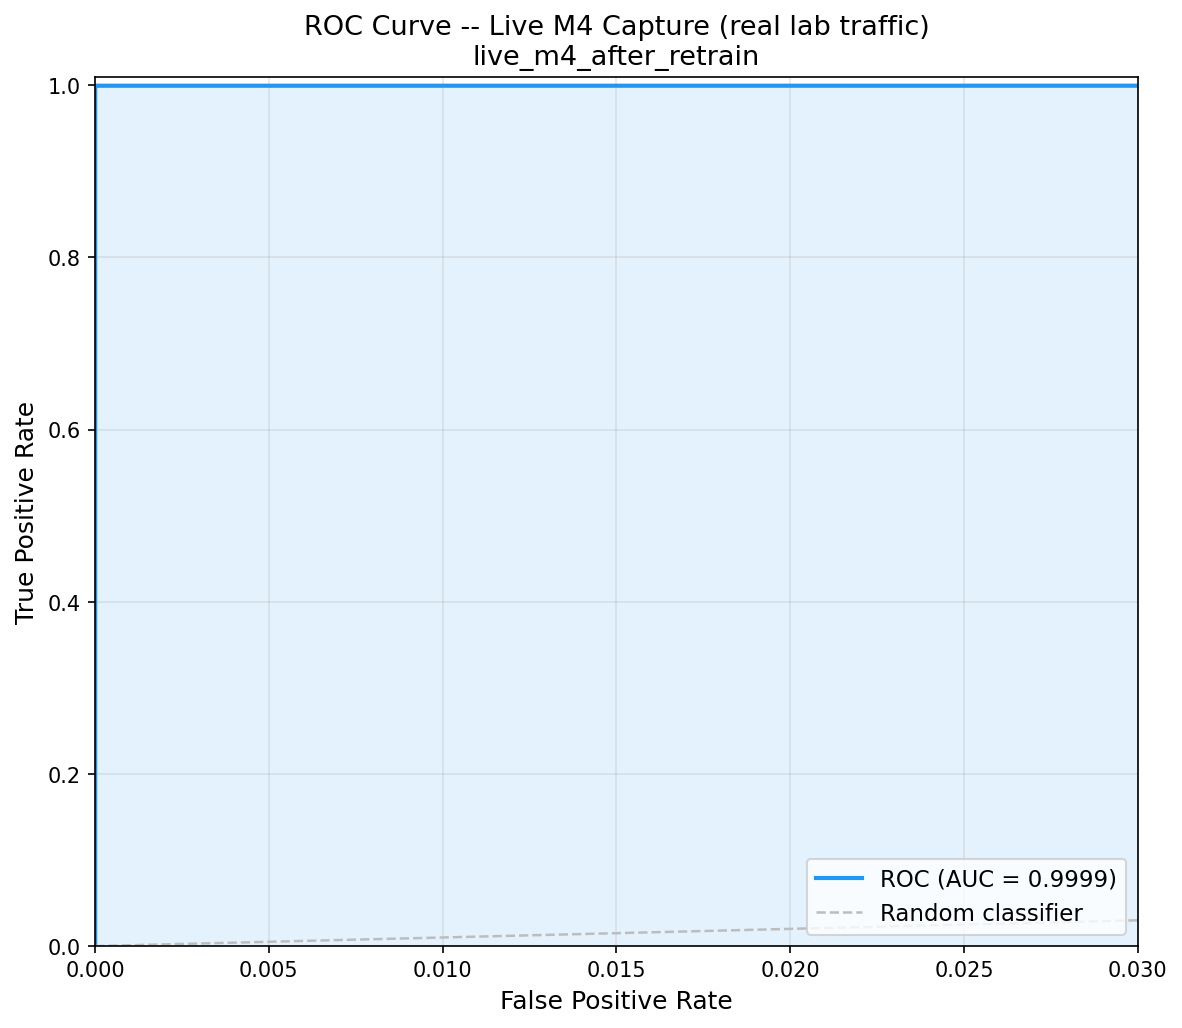 ROC Curve -- Live M4 Capture (real lab traffic)
live_m4_after_retrain
True Positive Rate
1.0
0.8
0.6
0.4
0.2
0.0
ROC (AUC = 0.9999)
Random classifier
0.000 0.005 0.010 0.015 0.020 0.025 0.030
False Positive Rate